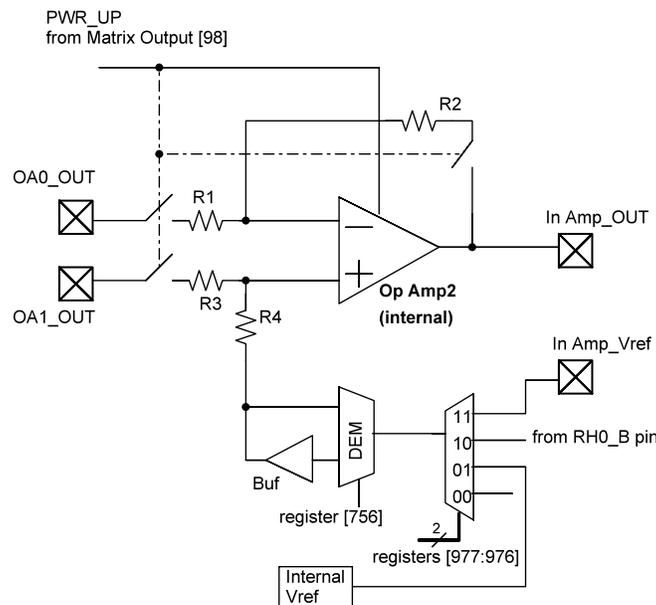 PWR_UP
from Matrix Output [98]
R2
OA0_OUT
R1
In Amp_OUT
R3
OA1_OUT
Op Amp2
(internal)
R4
In Amp_Vref
11
10
from RH0_B pin
01
00
DEM
Buf
register [756]
2
registers [977:976]
Internal
Vref